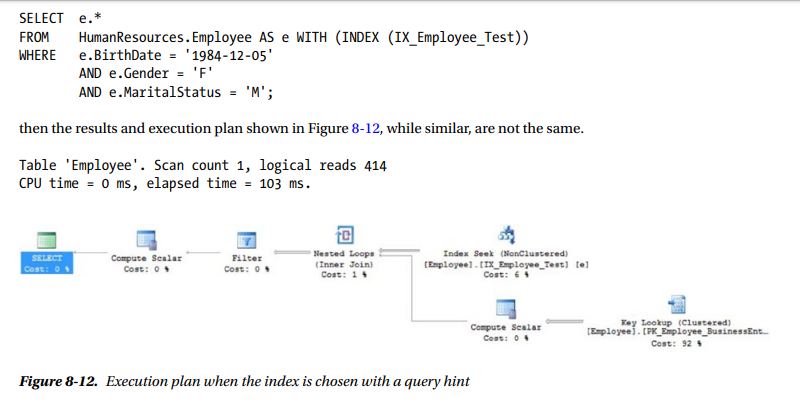 SELECT e.*
FROM HumanResources.Employee AS e WITH (INDEX (IX_Employee_Test))
WHERE e.BirthDate = '1984-12-05'
AND e.Gender = 'F'
AND e.MaritalStatus = 'M';
then the results and execution plan shown in Figure 8-12, while similar, are not the same.
Table 'Employee'. Scan count 1, logical reads 414
CPU time = 0 ms, elapsed time = 103 ms.
SELECT
Cost: 0 %
Compute Scalar
Cost: 0 %
Filter
Cost: 0 %
Nested Loops
(Inner Join)
Cost: 1 %
Index Seek (NonClustered)
[Employee].[IX_Employee_Test] [e]
Cost: 6 %
Compute Scalar
Cost: 0 %
Key Lookup (Clustered)
[Employee].[PK_Employee_BusinessEnt…
Cost: 92 %
Figure 8-12. Execution plan when the index is chosen with a query hint